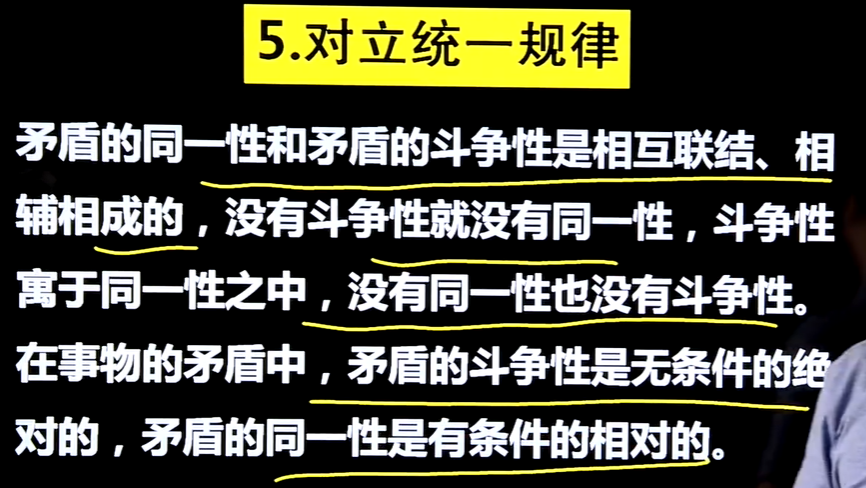 5.对立统一规律
矛盾的同一性和矛盾的斗争性是相互联结、相
辅相成的，没有斗争性就没有同一性，斗争性
寓于同一性之中，没有同一性也没有斗争性。
在事物的矛盾中，矛盾的斗争性是无条件的绝
对的，矛盾的同一性是有条件的相对的。